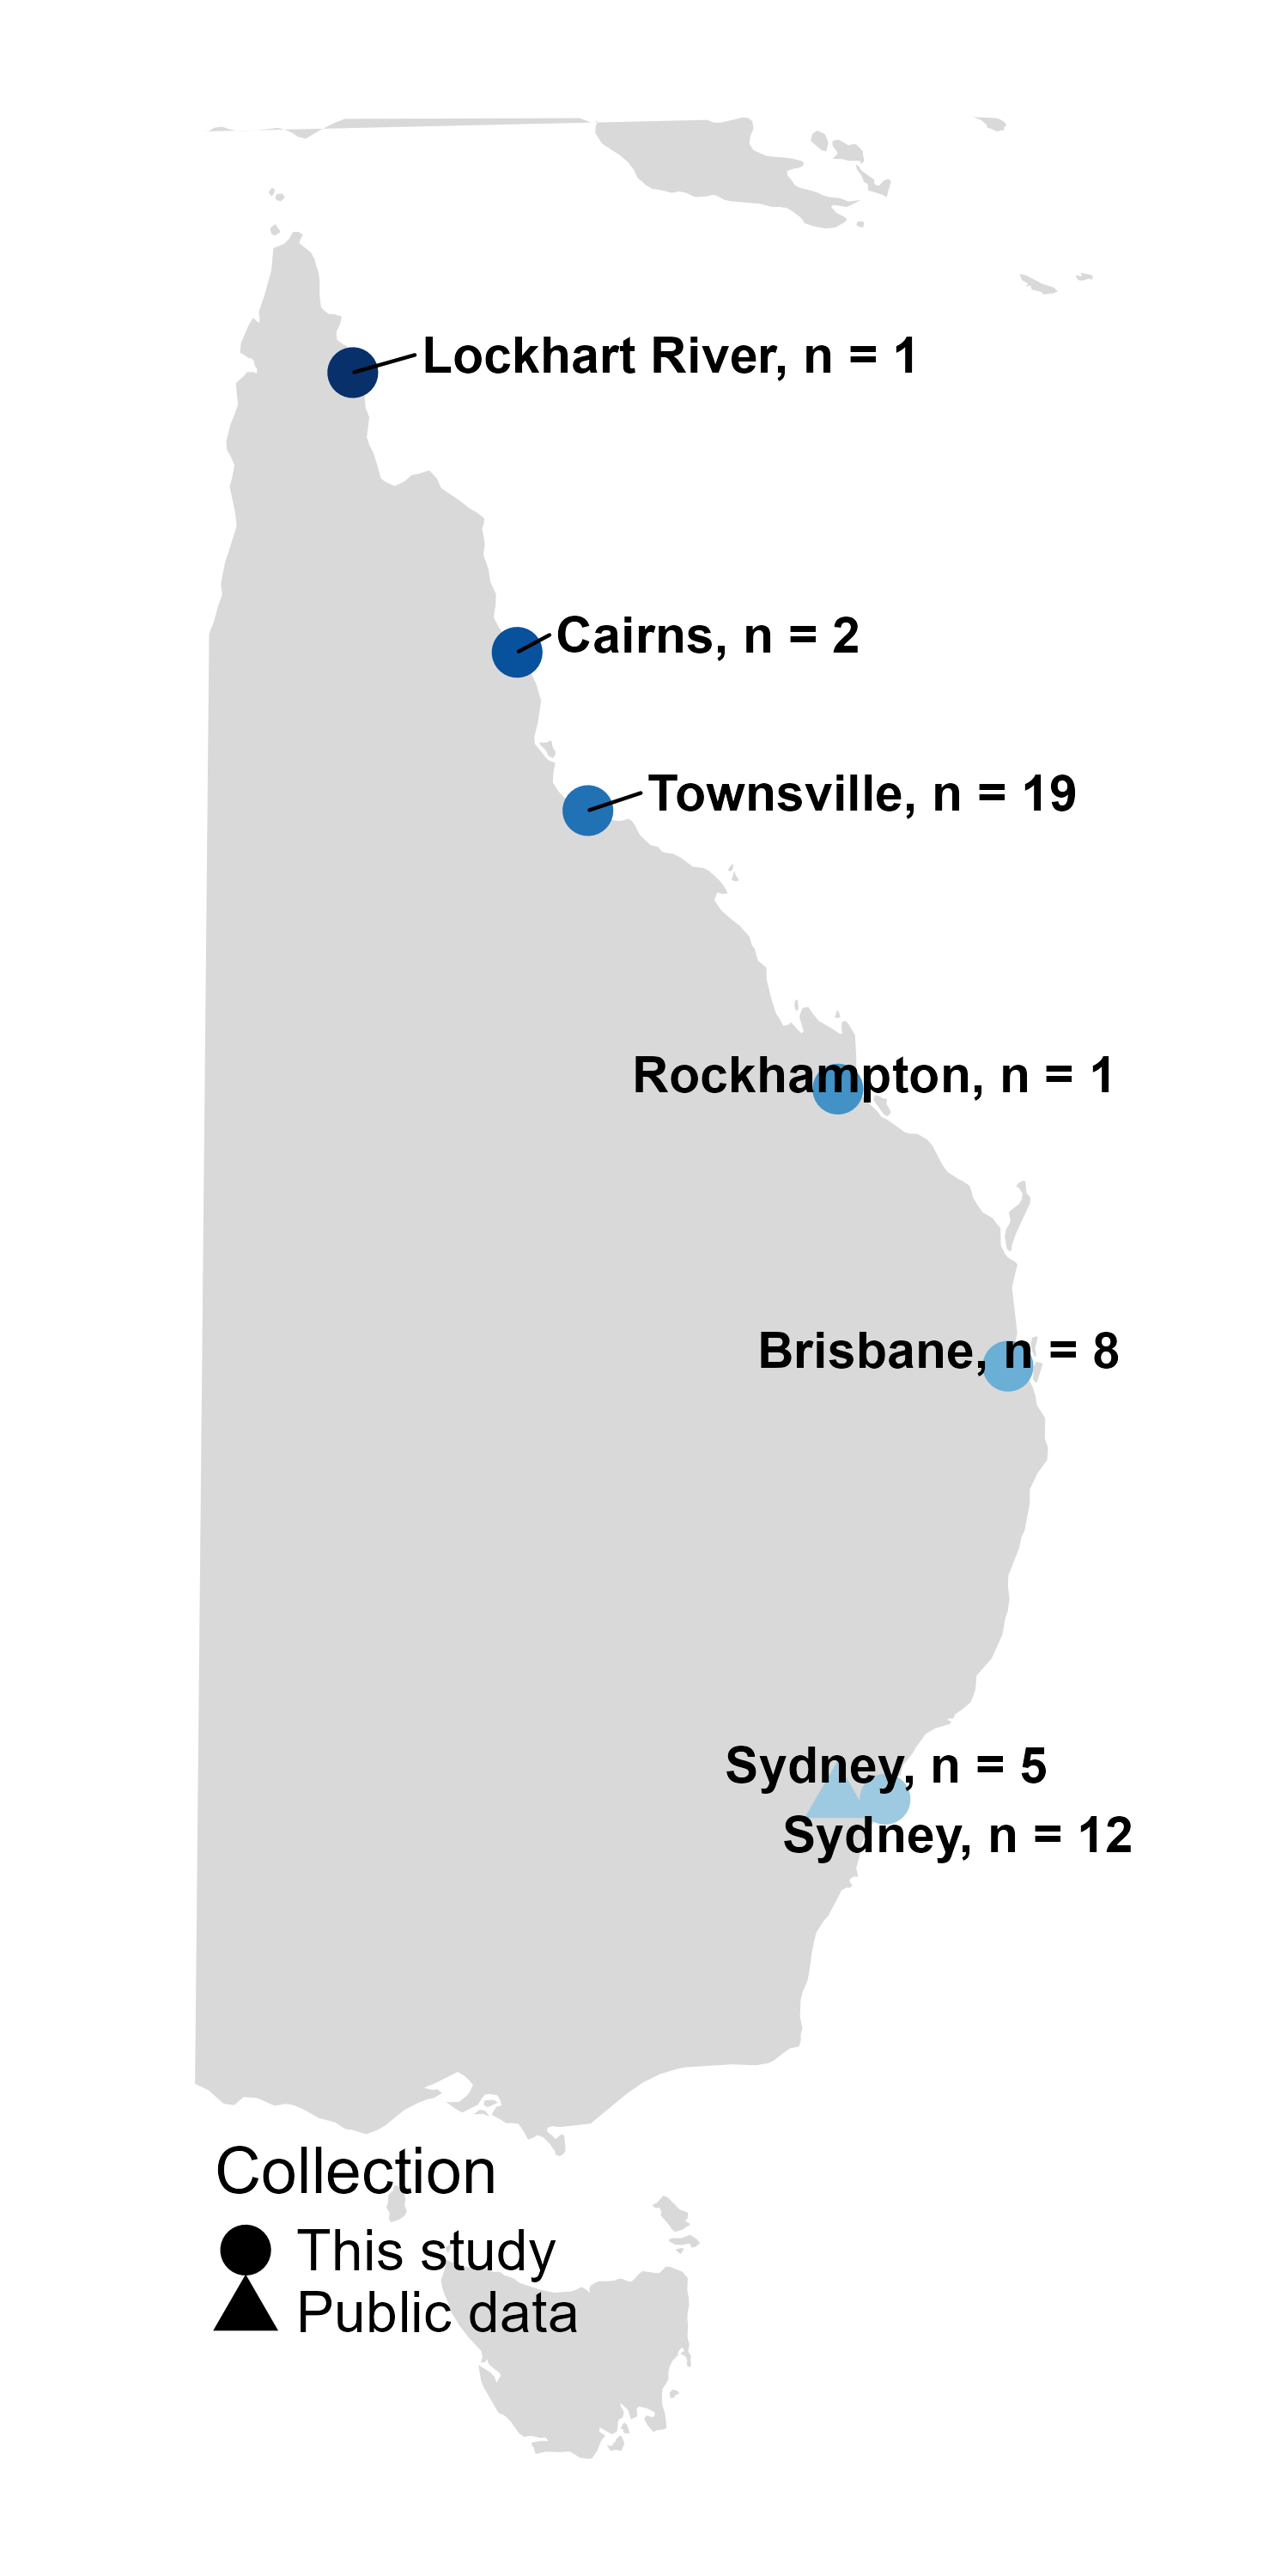 Lockhart River, n = 1
Cairns, n = 2
Townsville, n = 19
Rockhampton, n = 1
Brisbane, n = 8
Sydney, n = 5
Sydney, n = 12
Collection
This study
Public data